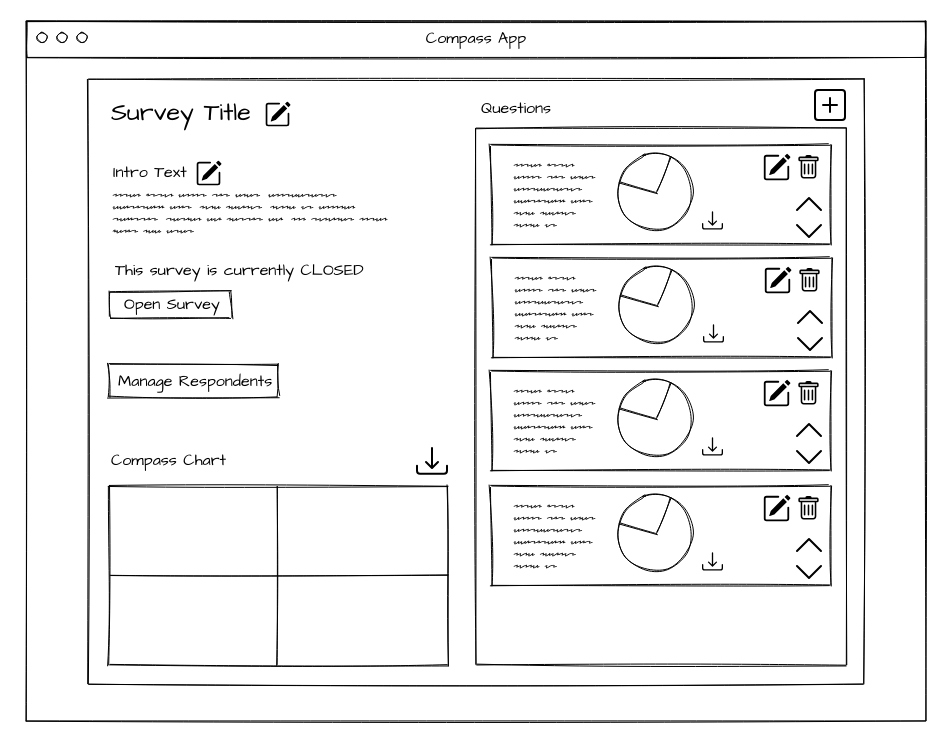 Compass App
Survey Title
Intro Text
This survey is currently CLOSED
Open Survey
Manage Respondents
Compass Chart
Questions